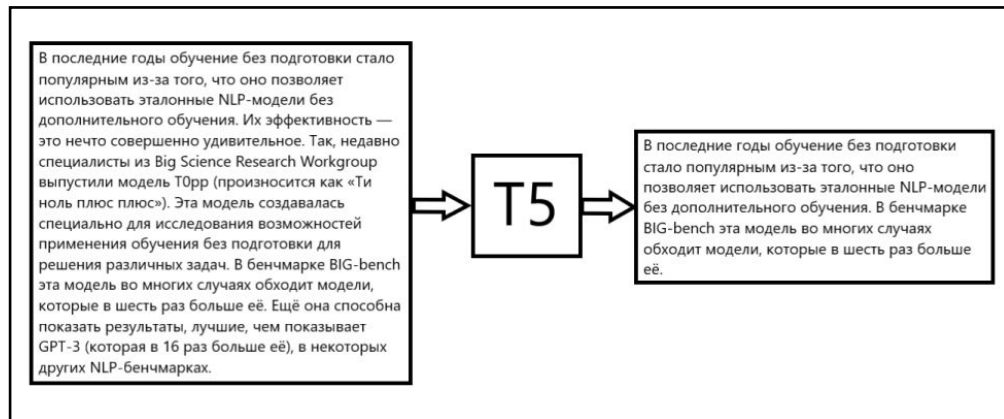 В последние годы обучение без подготовки стало
популярным из-за того, что оно позволяет
использовать эталонные NLP-модели без
дополнительного обучения. Их эффективность —
это нечто совершенно удивительное. Так, недавно
специалисты из Big Science Research Workgroup
выпустили модель T0pp (произносится как «Ти
ноль плюс плюс»). Эта модель создавалась
специально для исследования возможностей
применения обучения без подготовки для
решения различных задач. В бенчмарке BIG-bench
эта модель во многих случаях обходит модели,
которые в шесть раз больше её. Ещё она способна
показать результаты, лучшие, чем показывает
GPT-3 (которая в 16 раз больше её), в некоторых
других NLP-бенчмарках.
T5
В последние годы обучение без подготовки
стало популярным из-за того, что оно
позволяет использовать эталонные NLP-модели
без дополнительного обучения. В бенчмарке
BIG-bench эта модель во многих случаях
обходит модели, которые в шесть раз больше
её.